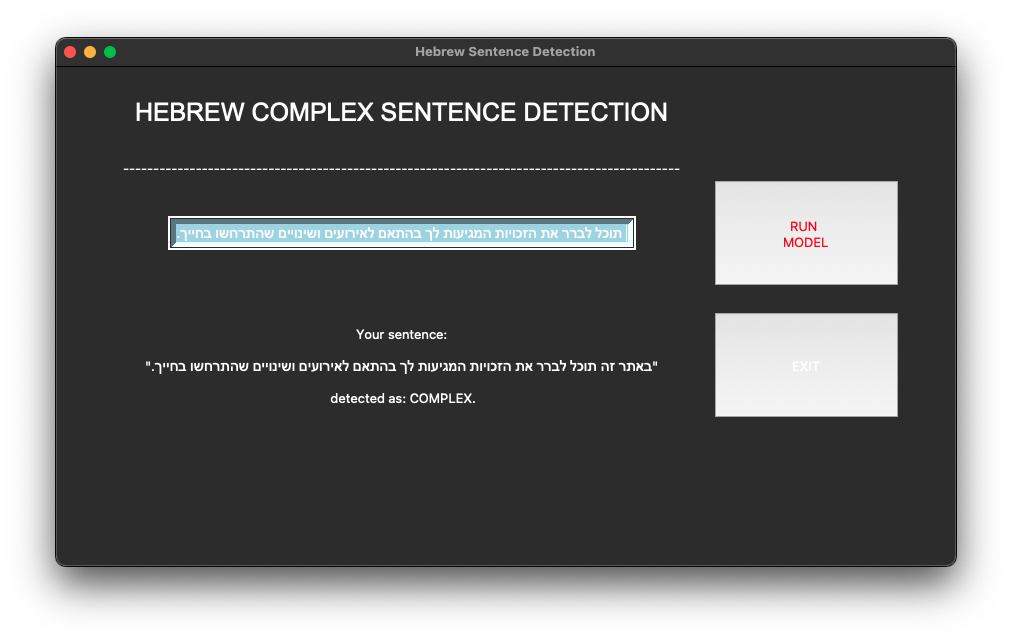 Hebrew Sentence Detection
HEBREW COMPLEX SENTENCE DETECTION
---------------------------------------------------------------------------------------------
תוכל לברר את הזכויות המגיעות לך בהתאם לאירועים ושינויים שהתרחשו בחייך.
RUN
MODEL
Your sentence:
"באתר זה תוכל לברר את הזכויות המגיעות לך בהתאם לאירועים ושינויים שהתרחשו בחייך."
detected as: COMPLEX.
EXIT